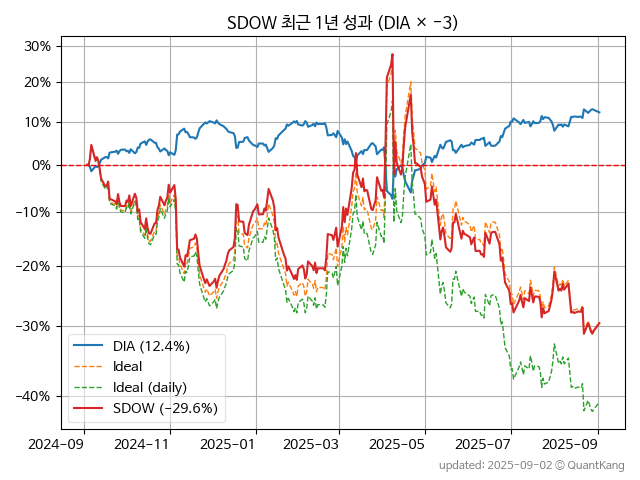 SDOW 최근 1년 성과 (DIA × −3)
30%
20%
10%
0%
−10%
−20%
−30%
−40%
DIA (12.4%)
Ideal
Ideal (daily)
SDOW (−29.6%)
2024-09
2024-11
2025-01
2025-03
2025-05
2025-07
2025-09
updated: 2025-09-02 © QuantKang